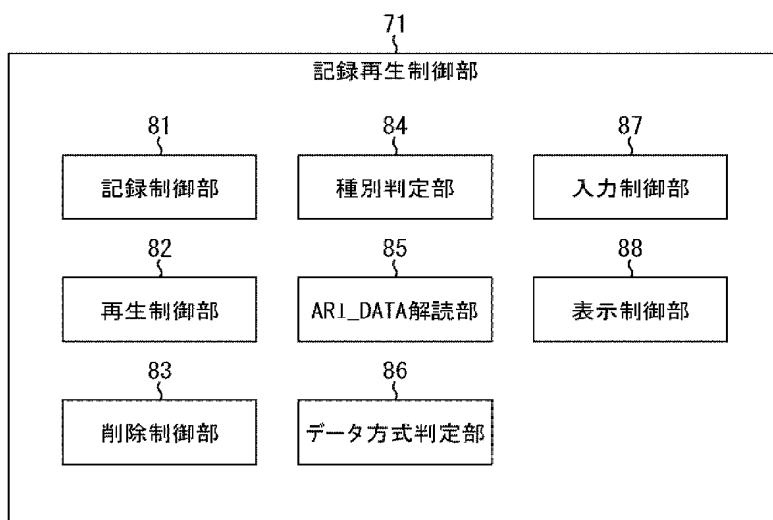 71
記録再生制御部
81 84 87
記録制御部 種別判定部 入力制御部
82 85 88
再生制御部 ARI_DATA解読部 表示制御部
83 86
削除制御部 データ方式判定部